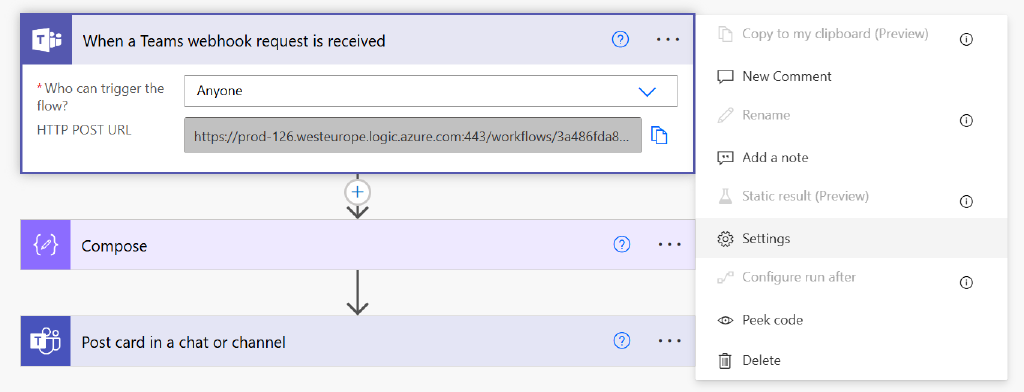 When a Teams webhook request is received
* Who can trigger the
flow?
Anyone
HTTP POST URL
https://prod-126.westeurope.logic.azure.com:443/workflows/3a486fda8...
Compose
Post card in a chat or channel
Copy to my clipboard (Preview)
New Comment
Rename
Add a note
Static result (Preview)
Settings
Configure run after
Peek code
Delete